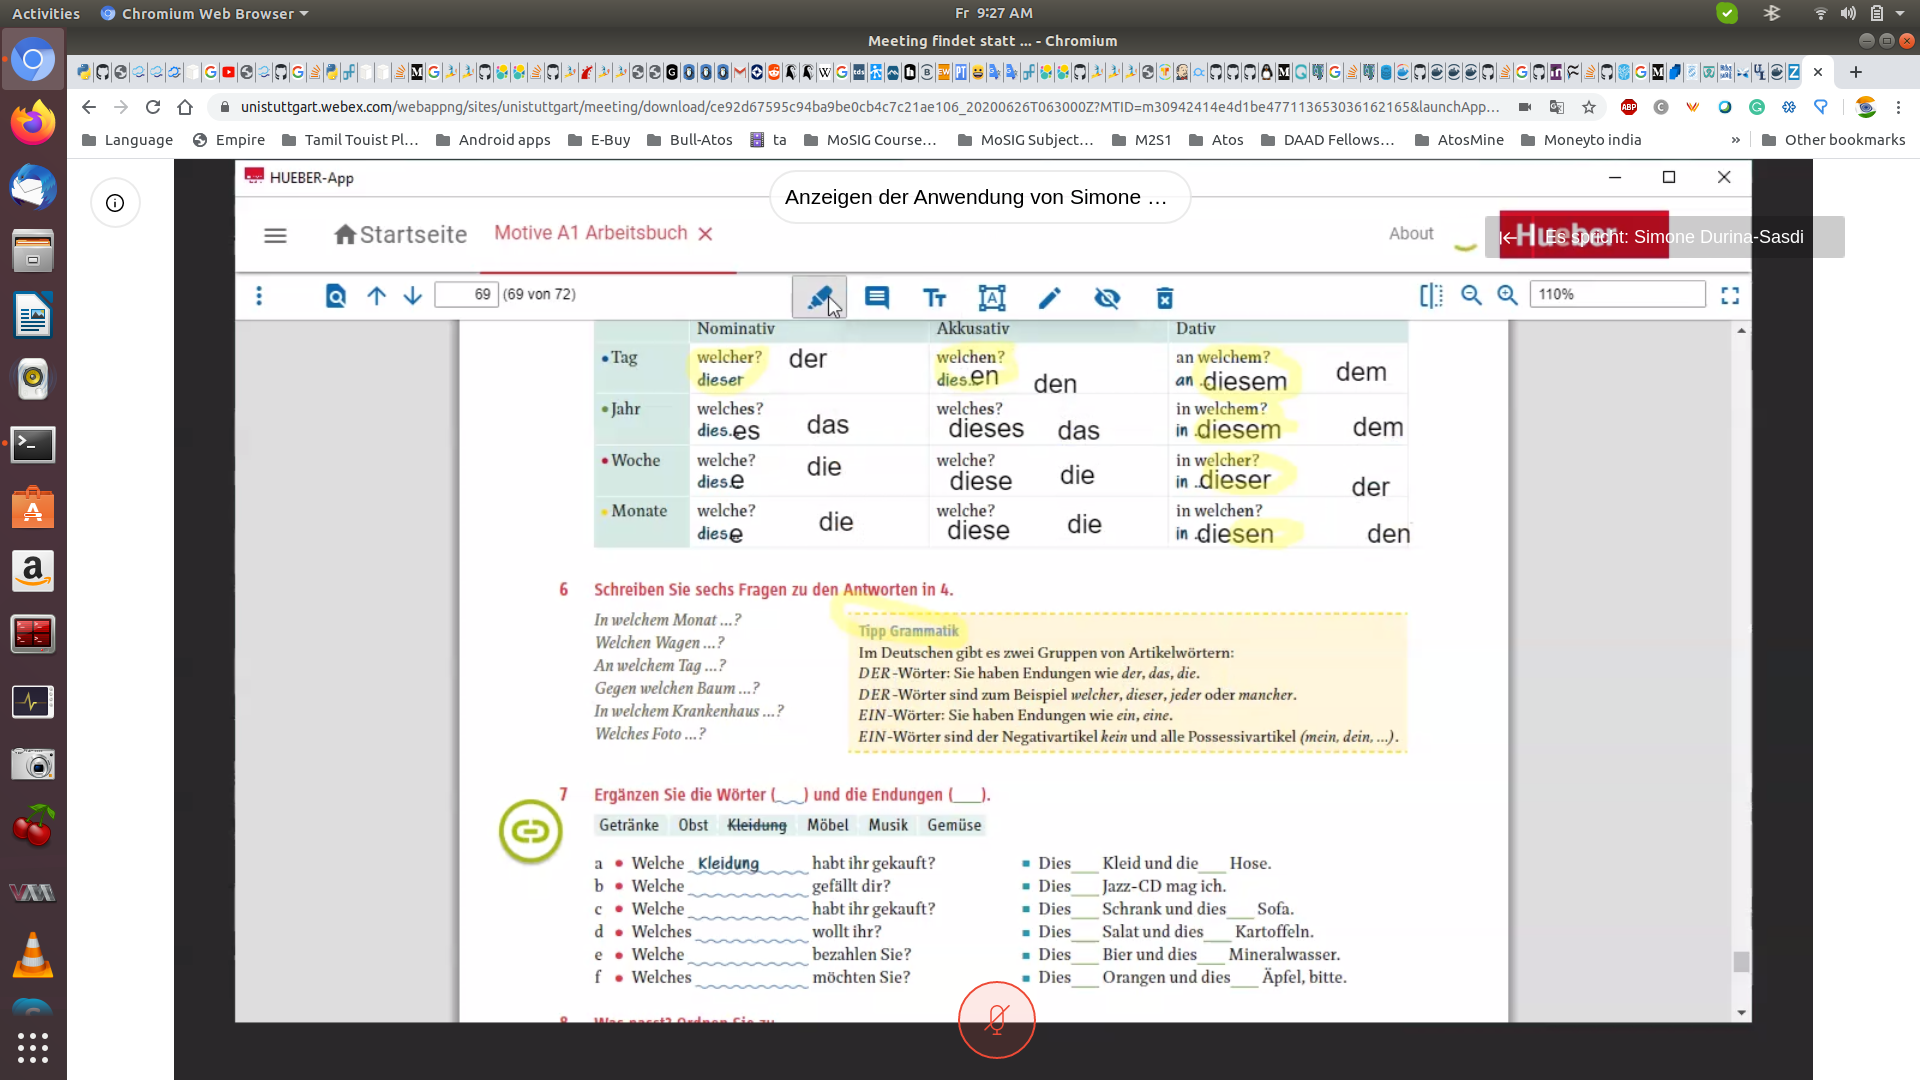 Activities
Chromium Web Browser
Fr 9:27 AM
Meeting findet statt ... - Chromium
unistuttgart.webex.com/webappng/sites/unistuttgart/meeting/download/ce92d67595c94ba9be0cb4c7c21ae106_20200626T063000Z?MTID=m30942414e4d1be477113653036162165&launchApp...
Language
Empire
Tamil Touist Pl...
Android apps
E-Buy
Bull-Atos
ta
MoSIG Course...
MoSIG Subject...
M2S1
Atos
DAAD Fellows...
AtosMine
Moneyto india
»
Other bookmarks
HUEBER-App
Anzeigen der Anwendung von Simone ...
Startseite
Motive A1 Arbeitsbuch
About
Hueber
Es spricht: Simone Durina-Sasdi
69 (69 von 72)
110%
Nominativ Akkusativ Dativ
• Tag welcher? der welchen? an welchem? dem
dieser dies...en den an ... diesem
• Jahr welches? das welches? in welchem? dem
dies...es dieses das in ... diesem
• Woche welche? die welche? die in welcher?
dies...e diese in ... dieser der
• Monate welche? die welche? die in welchen?
dies...e diese in ... diesen den
6 Schreiben Sie sechs Fragen zu den Antworten in 4.
In welchem Monat ...?
Welchen Wagen ...?
An welchem Tag ...?
Gegen welchen Baum ...?
In welchem Krankenhaus ...?
Welches Foto ...?
Tipp Grammatik
Im Deutschen gibt es zwei Gruppen von Artikelwörtern:
DER-Wörter: Sie haben Endungen wie der, das, die.
DER-Wörter sind zum Beispiel welcher, dieser, jeder oder mancher.
EIN-Wörter: Sie haben Endungen wie ein, eine.
EIN-Wörter sind der Negativartikel kein und alle Possessivartikel (mein, dein, ...).
7 Ergänzen Sie die Wörter (___) und die Endungen (___).
Getränke Obst Kleidung Möbel Musik Gemüse
a • Welche Kleidung habt ihr gekauft? ▪ Dies___ Kleid und die___ Hose.
b • Welche ___ gefällt dir? ▪ Dies___ Jazz-CD mag ich.
c • Welche ___ habt ihr gekauft? ▪ Dies___ Schrank und dies___ Sofa.
d • Welches ___ wollt ihr? ▪ Dies___ Salat und dies___ Kartoffeln.
e • Welche ___ bezahlen Sie? ▪ Dies___ Bier und dies___ Mineralwasser.
f • Welches ___ möchten Sie? ▪ Dies___ Orangen und dies___ Äpfel, bitte.
8 Was passt? Ordnen Sie zu.